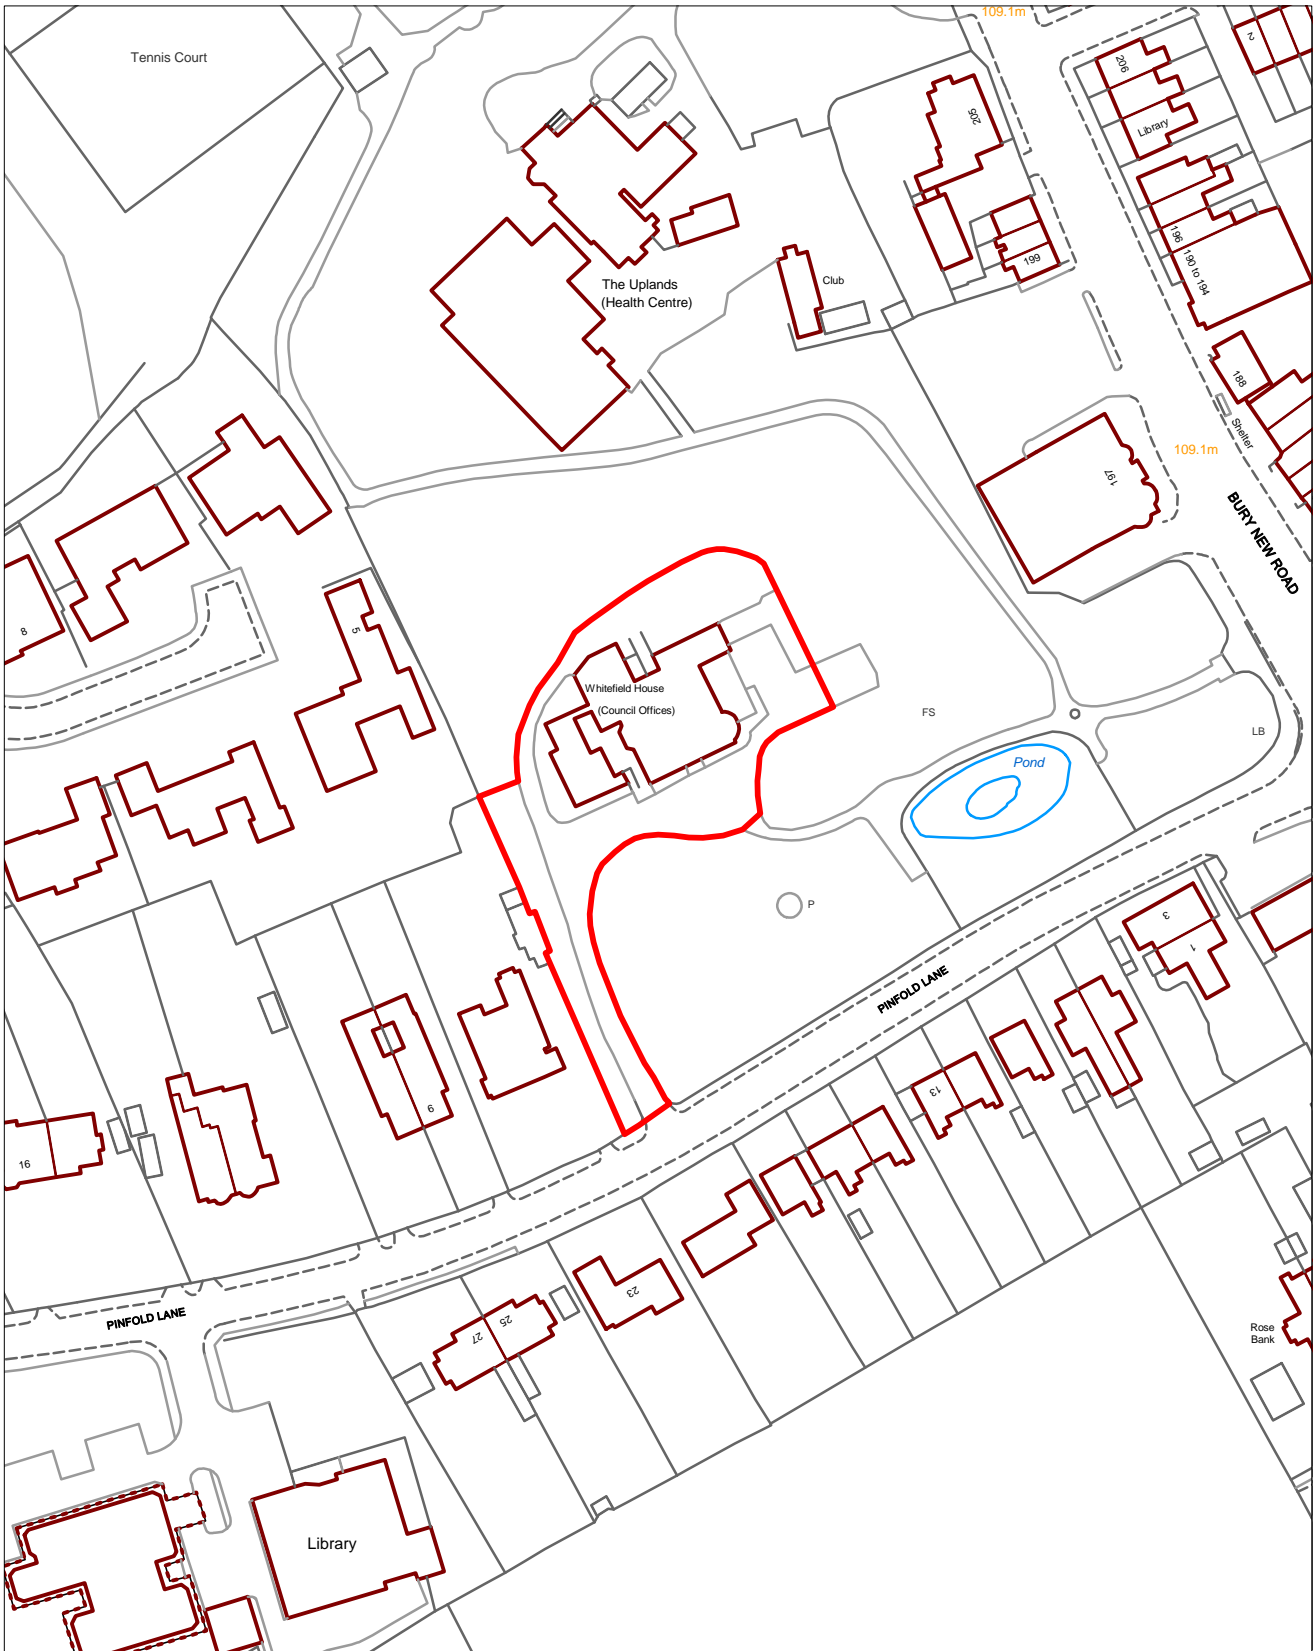 109.1m
2
206
Library
Tennis Court
205
196
190 to 194
199
The Uplands
(Health Centre)
Club
188
Shelter
109.1m
197
BURY NEW ROAD
8
5
Whitefield House
(Council Offices)
FS
LB
Pond
P
3
1
PINFOLD LANE
13
9
16
23
25
27
PINFOLD LANE
Rose
Bank
Library